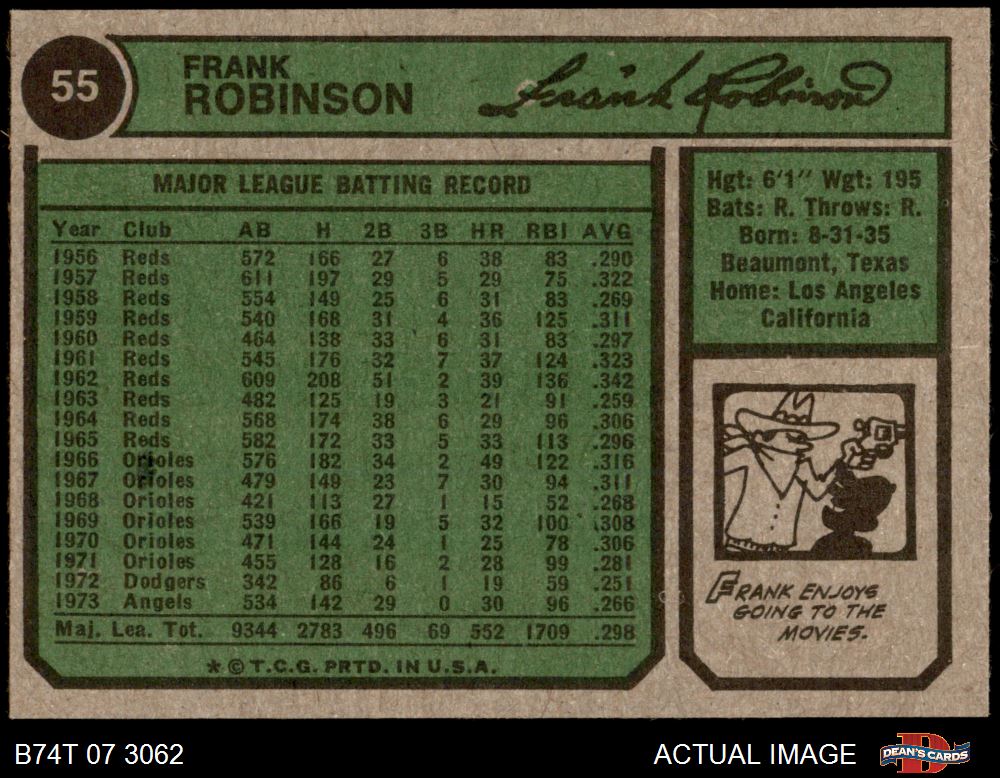 55
FRANK
ROBINSON
Frank Robinson
MAJOR LEAGUE BATTING RECORD
Year Club AB H 2B 3B HR RBI AVG
1956 Reds 572 166 27 6 38 83 .290
1957 Reds 611 197 29 5 29 75 .322
1958 Reds 554 149 25 6 31 83 .269
1959 Reds 540 168 31 4 36 125 .311
1960 Reds 464 138 33 6 31 83 .297
1961 Reds 545 176 32 7 37 124 .323
1962 Reds 609 208 51 2 39 136 .342
1963 Reds 482 125 19 3 21 91 .259
1964 Reds 568 174 38 6 29 96 .306
1965 Reds 582 172 33 5 33 113 .296
1966 Orioles 576 182 34 2 49 122 .316
1967 Orioles 479 149 23 7 30 94 .311
1968 Orioles 421 113 27 1 15 52 .268
1969 Orioles 539 166 19 5 32 100 .308
1970 Orioles 471 144 24 1 25 78 .306
1971 Orioles 455 128 16 2 28 99 .281
1972 Dodgers 342 86 6 1 19 59 .251
1973 Angels 534 142 29 0 30 96 .266
Maj. Lea. Tot. 9344 2783 496 69 552 1709 .298
* © T.C.G. PRTD. IN U.S.A.
Hgt: 6'1" Wgt: 195
Bats: R. Throws: R.
Born: 8-31-35
Beaumont, Texas
Home: Los Angeles
California
FRANK ENJOYS
GOING TO THE
MOVIES.
B74T 07 3062
ACTUAL IMAGE
DEAN'S CARDS